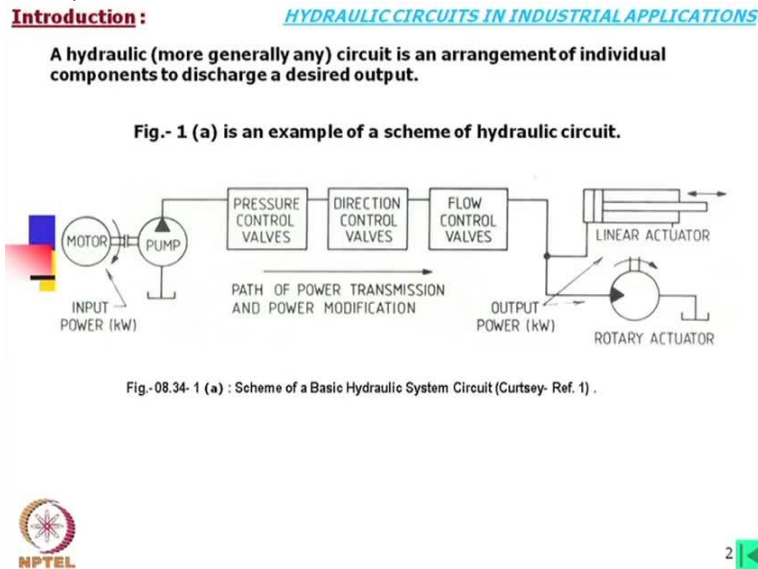 Introduction :
HYDRAULIC CIRCUITS IN INDUSTRIAL APPLICATIONS
A hydraulic (more generally any) circuit is an arrangement of individual
components to discharge a desired output.
Fig.- 1 (a) is an example of a scheme of hydraulic circuit.
MOTOR
PUMP
PRESSURE
CONTROL
VALVES
DIRECTION
CONTROL
VALVES
FLOW
CONTROL
VALVES
LINEAR ACTUATOR
INPUT
POWER (kW)
PATH OF POWER TRANSMISSION
AND POWER MODIFICATION
OUTPUT
POWER (kW)
ROTARY ACTUATOR
Fig.-08.34- 1 (a) : Scheme of a Basic Hydraulic System Circuit (Curtsey- Ref. 1) .
NPTEL
2